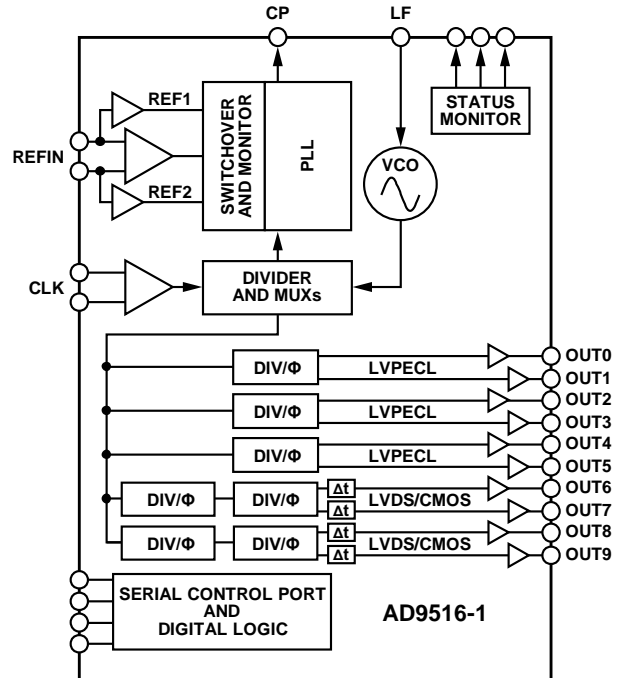 CP
LF
REF1
REFIN
REF2
SWITCHOVER
AND MONITOR
PLL
VCO
STATUS
MONITOR
CLK
DIVIDER
AND MUXs
DIV/Φ
LVPECL
OUT0
OUT1
DIV/Φ
LVPECL
OUT2
OUT3
DIV/Φ
LVPECL
OUT4
OUT5
DIV/Φ
DIV/Φ
Δt
Δt
LVDS/CMOS
OUT6
OUT7
DIV/Φ
DIV/Φ
Δt
Δt
LVDS/CMOS
OUT8
OUT9
SERIAL CONTROL PORT
AND
DIGITAL LOGIC
AD9516-1